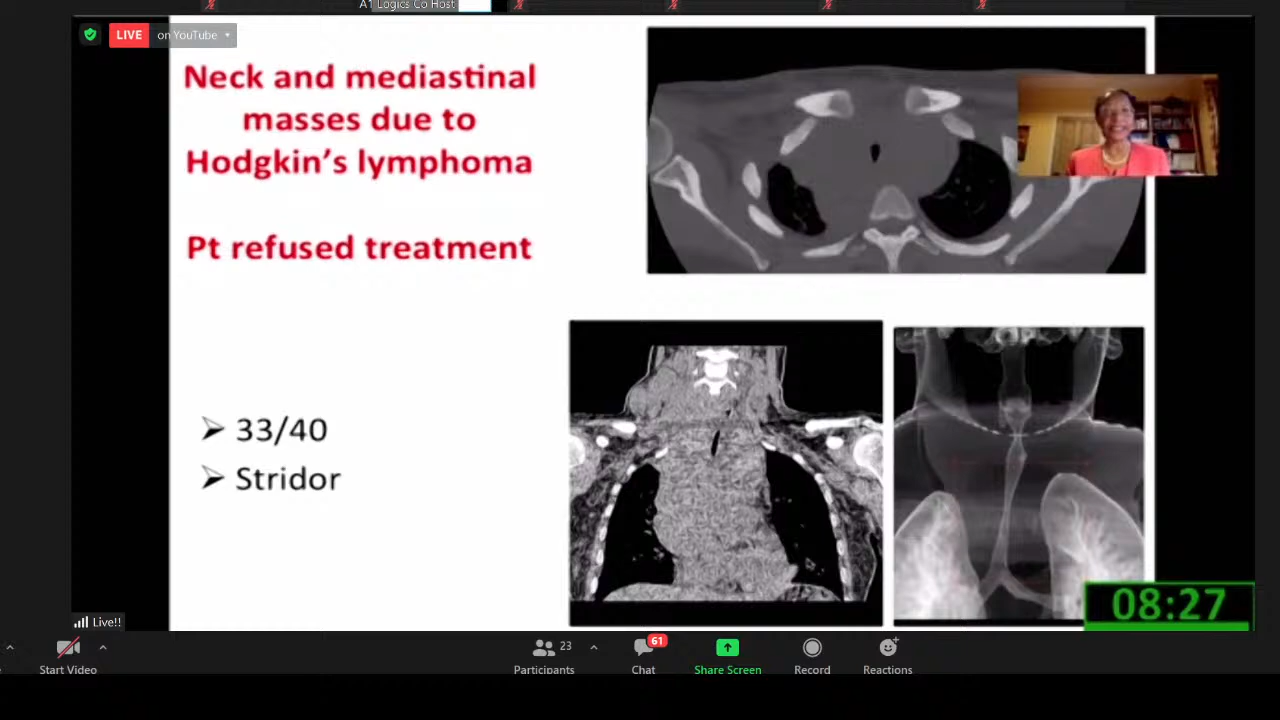 A1 Logics Co Host
LIVE on YouTube
Neck and mediastinal
masses due to
Hodgkin’s lymphoma
Pt refused treatment
33/40
Stridor
08:27
Live!!
Start Video
Participants
23
Chat
61
Share Screen
Record
Reactions